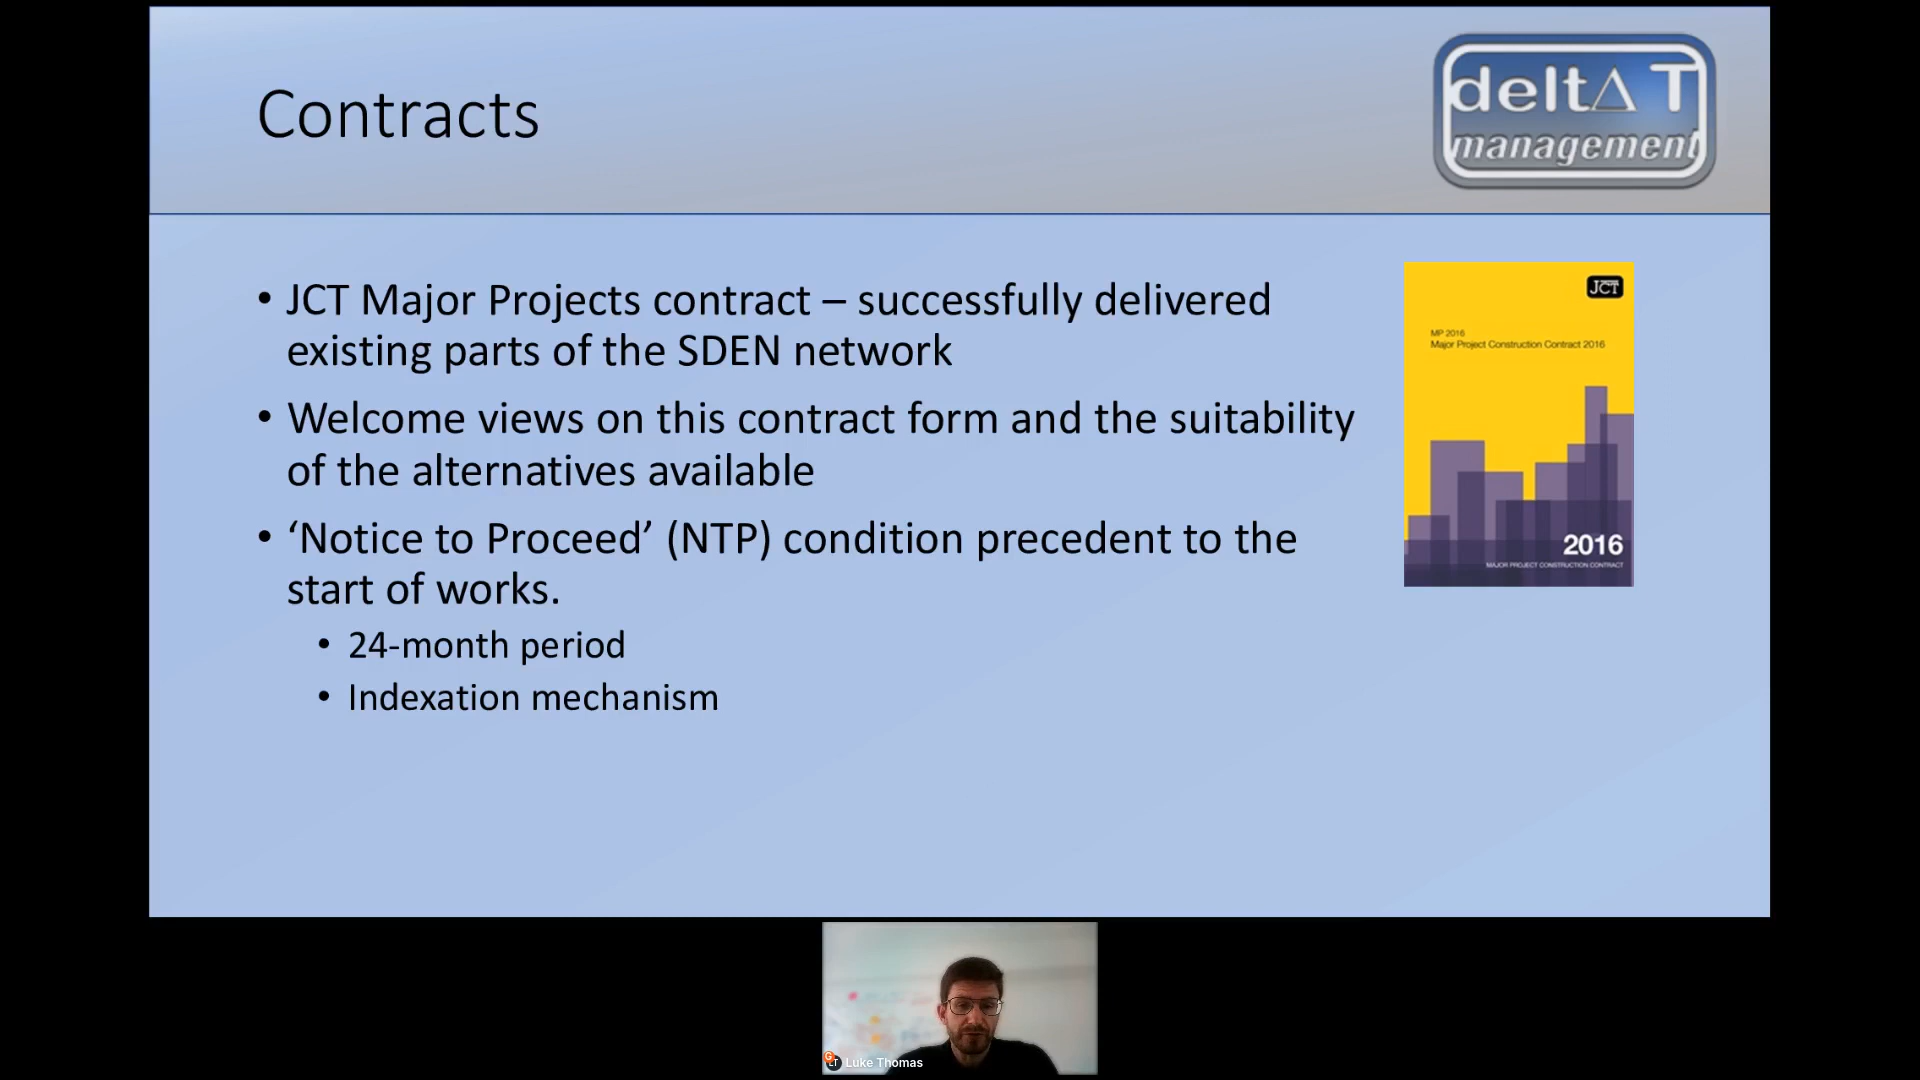 Contracts
deltΔ T
management
• JCT Major Projects contract – successfully delivered
existing parts of the SDEN network
• Welcome views on this contract form and the suitability
of the alternatives available
• ‘Notice to Proceed’ (NTP) condition precedent to the
start of works.
• 24-month period
• Indexation mechanism
JCT
MP 2016
Major Project Construction Contract 2016
2016
MAJOR PROJECT CONSTRUCTION CONTRACT
G
LT
Luke Thomas